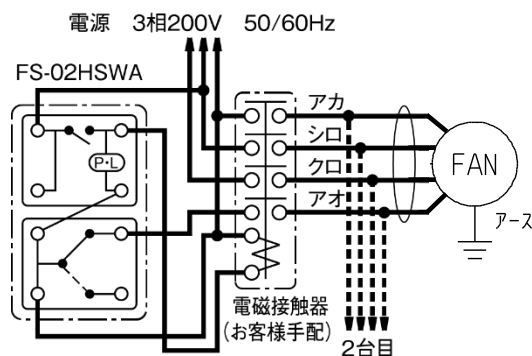 電源 3相200V 50/60Hz
FS-02HSWA
P・L
アカ
シロ
クロ
アオ
FAN
アース
電磁接触器
(お客様手配)
2台目